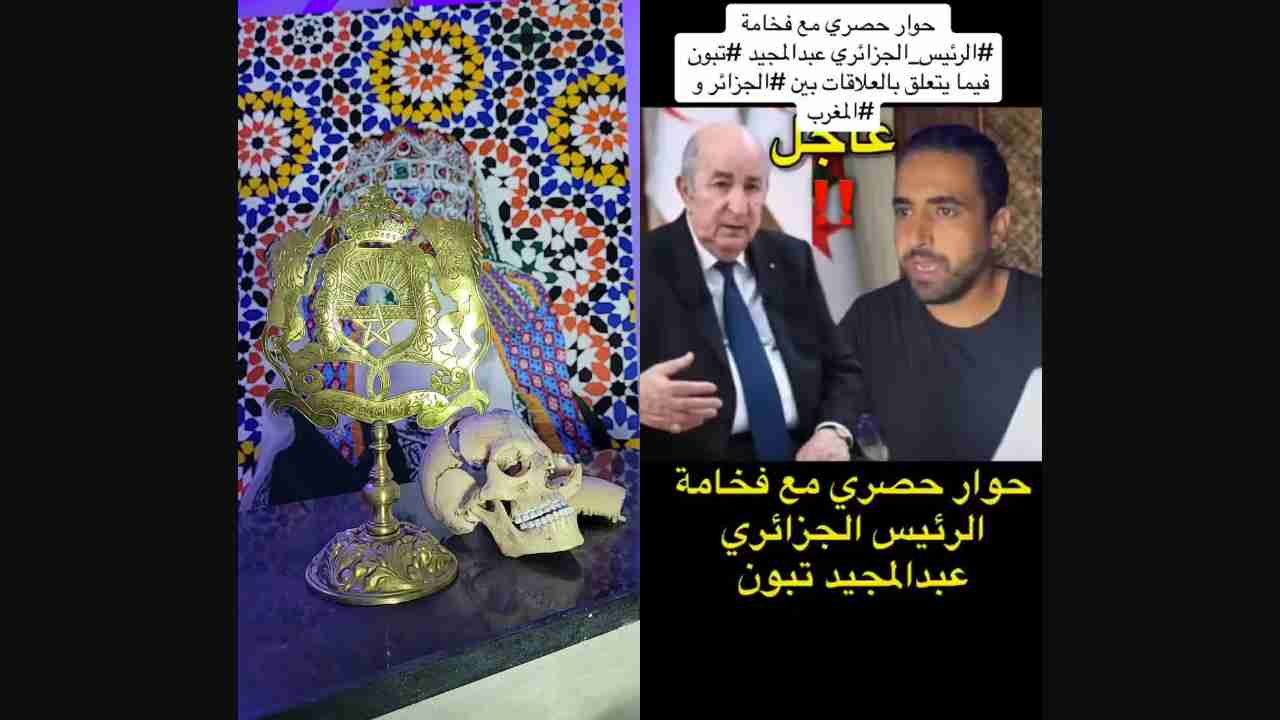 حوار حصري مع فخامة
#الرئيس_الجزائري عبدالمجيد #تبون
فيما يتعلق بالعلاقات بين #الجزائر و
#المغرب
عاجل
!!
حوار حصري مع فخامة
الرئيس الجزائري
عبدالمجيد تبون